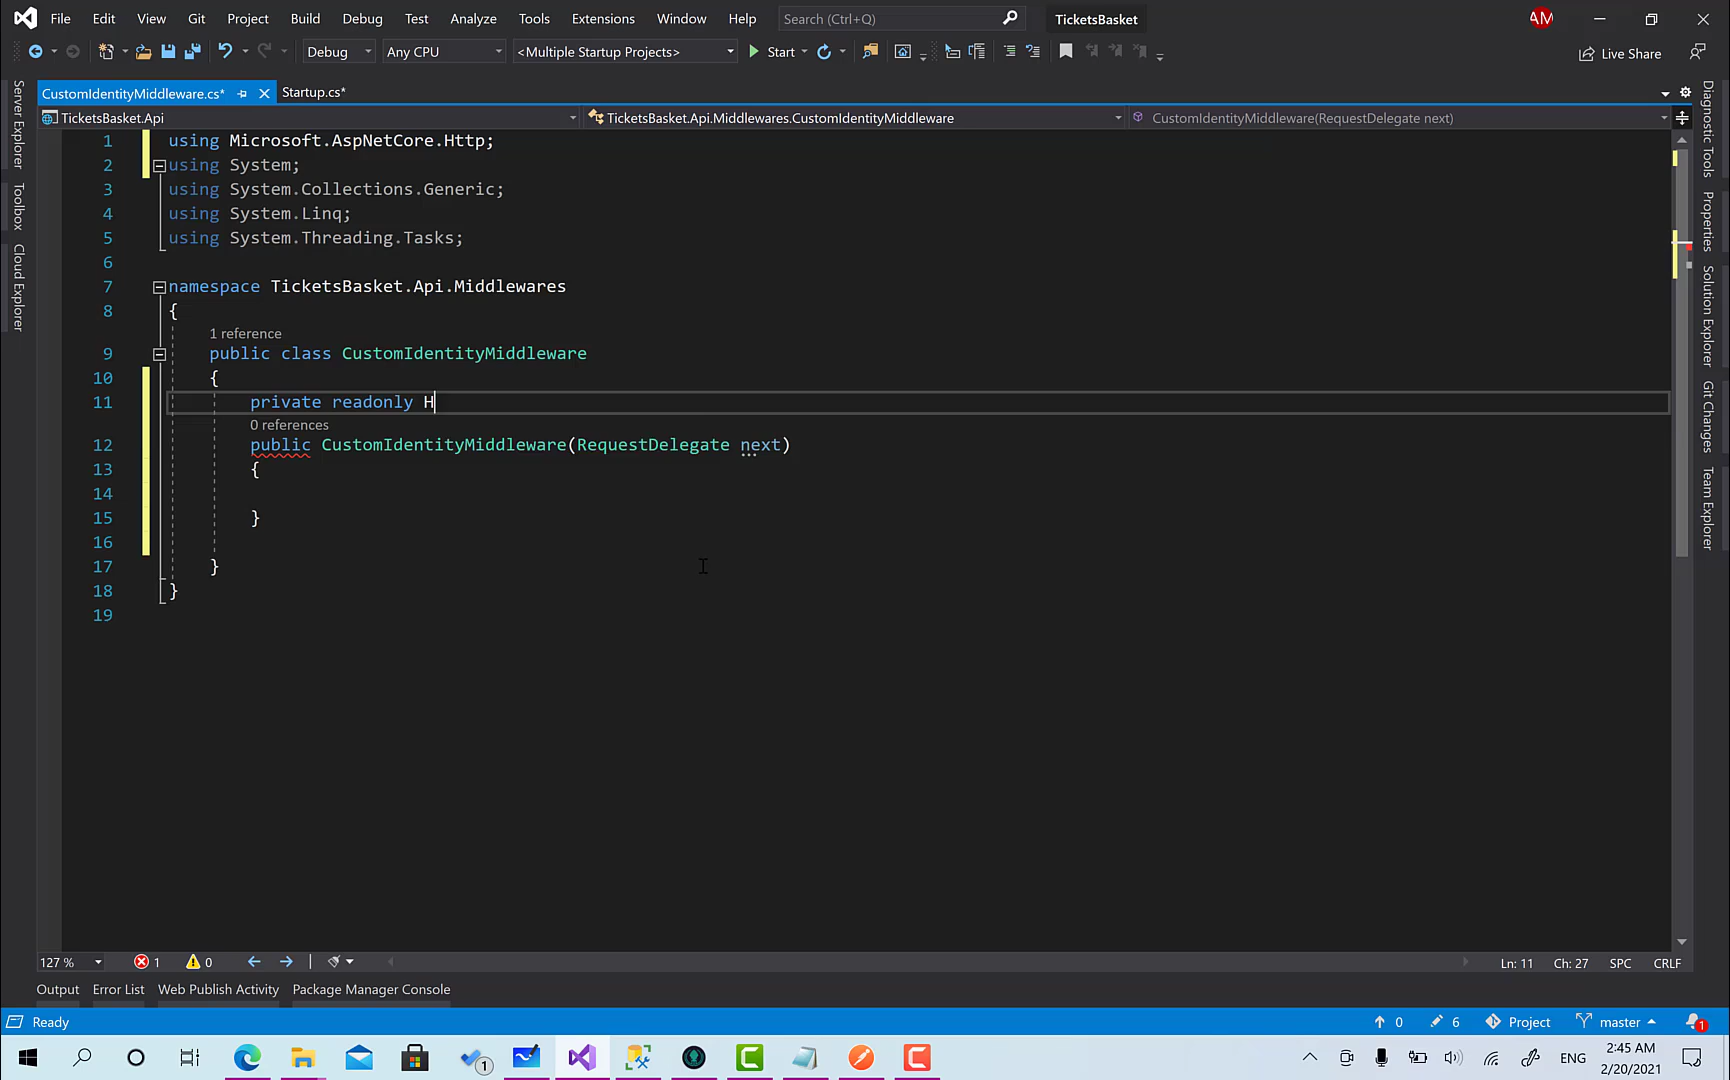 File Edit View Git Project Build Debug Test Analyze Tools Extensions Window Help Search (Ctrl+Q) TicketsBasket AM
Debug Any CPU <Multiple Startup Projects> Start Live Share
CustomIdentityMiddleware.cs* Startup.cs*
TicketsBasket.Api TicketsBasket.Api.Middlewares.CustomIdentityMiddleware CustomIdentityMiddleware(RequestDelegate next)
Server Explorer
Toolbox
Cloud Explorer
1 using Microsoft.AspNetCore.Http;
2 using System;
3 using System.Collections.Generic;
4 using System.Linq;
5 using System.Threading.Tasks;
6
7 namespace TicketsBasket.Api.Middlewares
8 {
1 reference
9 public class CustomIdentityMiddleware
10 {
11 private readonly H
0 references
12 public CustomIdentityMiddleware(RequestDelegate next)
13 {
14
15 }
16
17 }
18 }
19
Diagnostic Tools
Properties
Solution Explorer
Git Changes
Team Explorer
127 % 1 0 Ln: 11 Ch: 27 SPC CRLF
Output Error List Web Publish Activity Package Manager Console
Ready 0 6 Project master 1
1 ENG 2:45 AM
2/20/2021